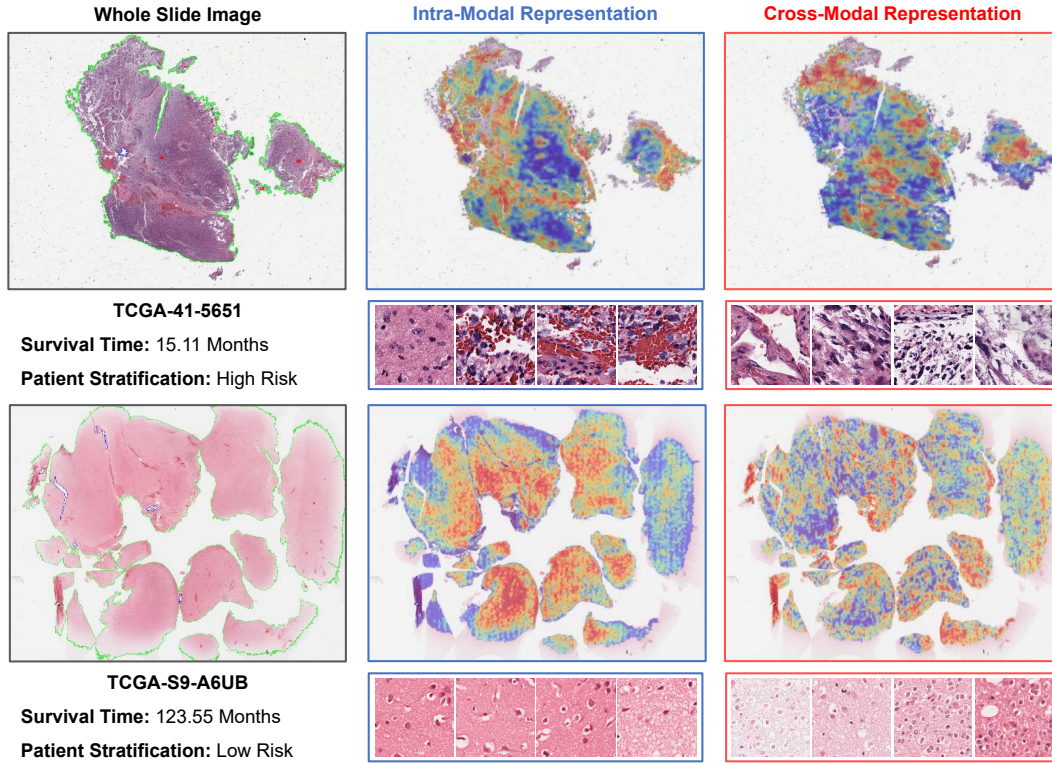 Whole Slide Image
Intra-Modal Representation
Cross-Modal Representation
TCGA-41-5651
Survival Time: 15.11 Months
Patient Stratification: High Risk
TCGA-S9-A6UB
Survival Time: 123.55 Months
Patient Stratification: Low Risk